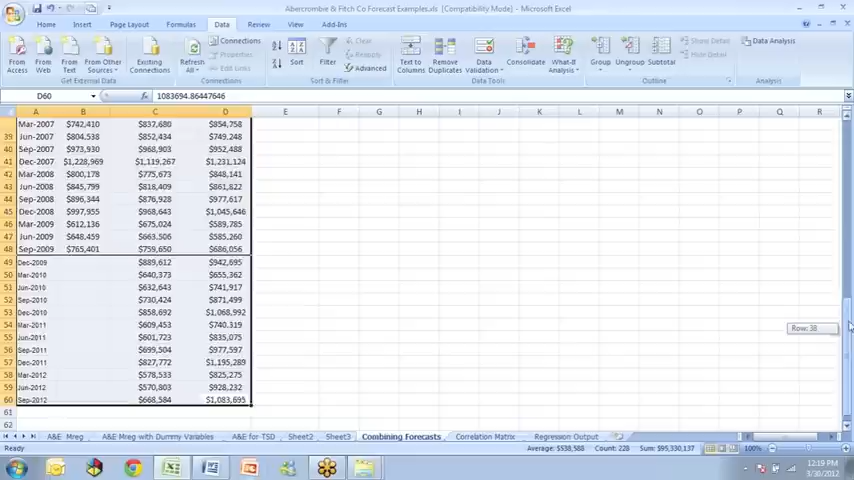 Abercrombie & Fitch Co Forecast Examples.xls [Compatibility Mode] - Microsoft Excel
Home Insert Page Layout Formulas Data Review View Add-Ins
From Access From Web From Text From Other Sources Existing Connections Refresh All Connections Properties Edit Links Sort Filter Clear Reapply Advanced Text to Columns Remove Duplicates Data Validation Consolidate What-If Analysis Group Ungroup Subtotal Show Detail Hide Detail Data Analysis
Get External Data Connections Sort & Filter Data Tools Outline Analysis
D60 fx 1083694.86447646
A B C D E F G H I J K L M N O P Q R
Mar-2007 $742,410 $837,680 $854,758
39 Jun-2007 $804,538 $852,434 $749,248
40 Sep-2007 $973,930 $968,903 $952,488
41 Dec-2007 $1,228,969 $1,119,267 $1,231,124
42 Mar-2008 $800,178 $775,673 $848,141
43 Jun-2008 $845,799 $818,409 $861,822
44 Sep-2008 $896,344 $876,928 $977,617
45 Dec-2008 $997,955 $968,643 $1,045,646
46 Mar-2009 $612,136 $675,024 $589,785
47 Jun-2009 $648,459 $663,506 $585,260
48 Sep-2009 $765,401 $759,650 $686,056
49 Dec-2009 $889,612 $942,695
50 Mar-2010 $640,373 $655,362
51 Jun-2010 $632,643 $741,917
52 Sep-2010 $730,424 $871,499
53 Dec-2010 $858,692 $1,068,992
Row: 38
54 Mar-2011 $609,453 $740,319
55 Jun-2011 $601,723 $835,075
56 Sep-2011 $699,504 $977,597
57 Dec-2011 $827,772 $1,195,289
58 Mar-2012 $578,533 $825,275
59 Jun-2012 $570,803 $928,232
60 Sep-2012 $668,584 $1,083,695
61
62
A&E Mreg A&E Mreg with Dummy Variables A&E for TSD Sheet2 Sheet3 Combining Forecasts Correlation Matrix Regression Output
Ready Average: $538,588 Count: 228 Sum: $95,330,137 100%
12:19 PM
3/30/2012